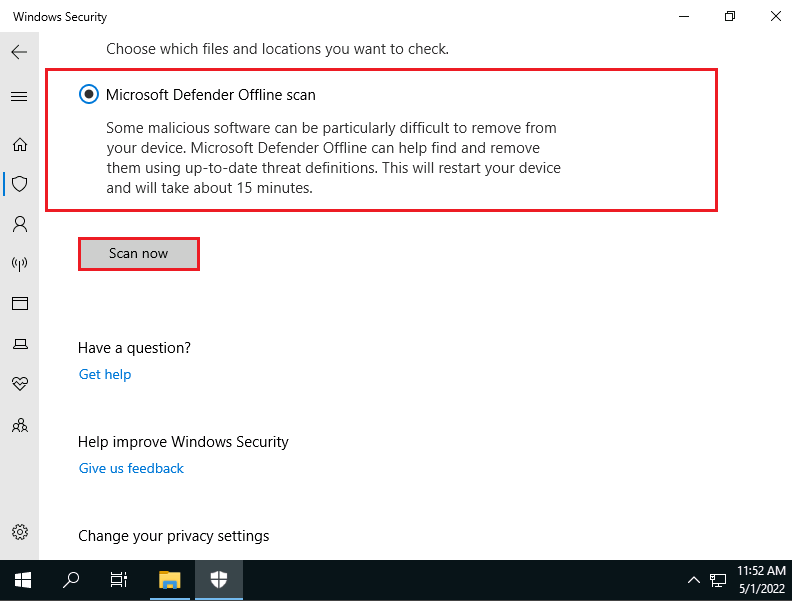 Windows Security
Choose which files and locations you want to check.
Microsoft Defender Offline scan
Some malicious software can be particularly difficult to remove from
your device. Microsoft Defender Offline can help find and remove
them using up-to-date threat definitions. This will restart your device
and will take about 15 minutes.
Scan now
Have a question?
Get help
Help improve Windows Security
Give us feedback
Change your privacy settings
11:52 AM
5/1/2022